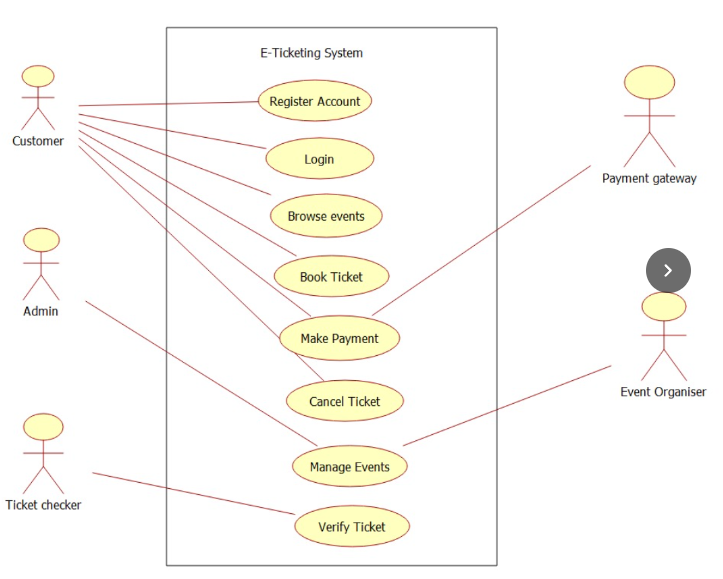 E-Ticketing System
Customer
Register Account
Login
Browse events
Book Ticket
Make Payment
Cancel Ticket
Manage Events
Verify Ticket
Admin
Ticket checker
Payment gateway
Event Organiser